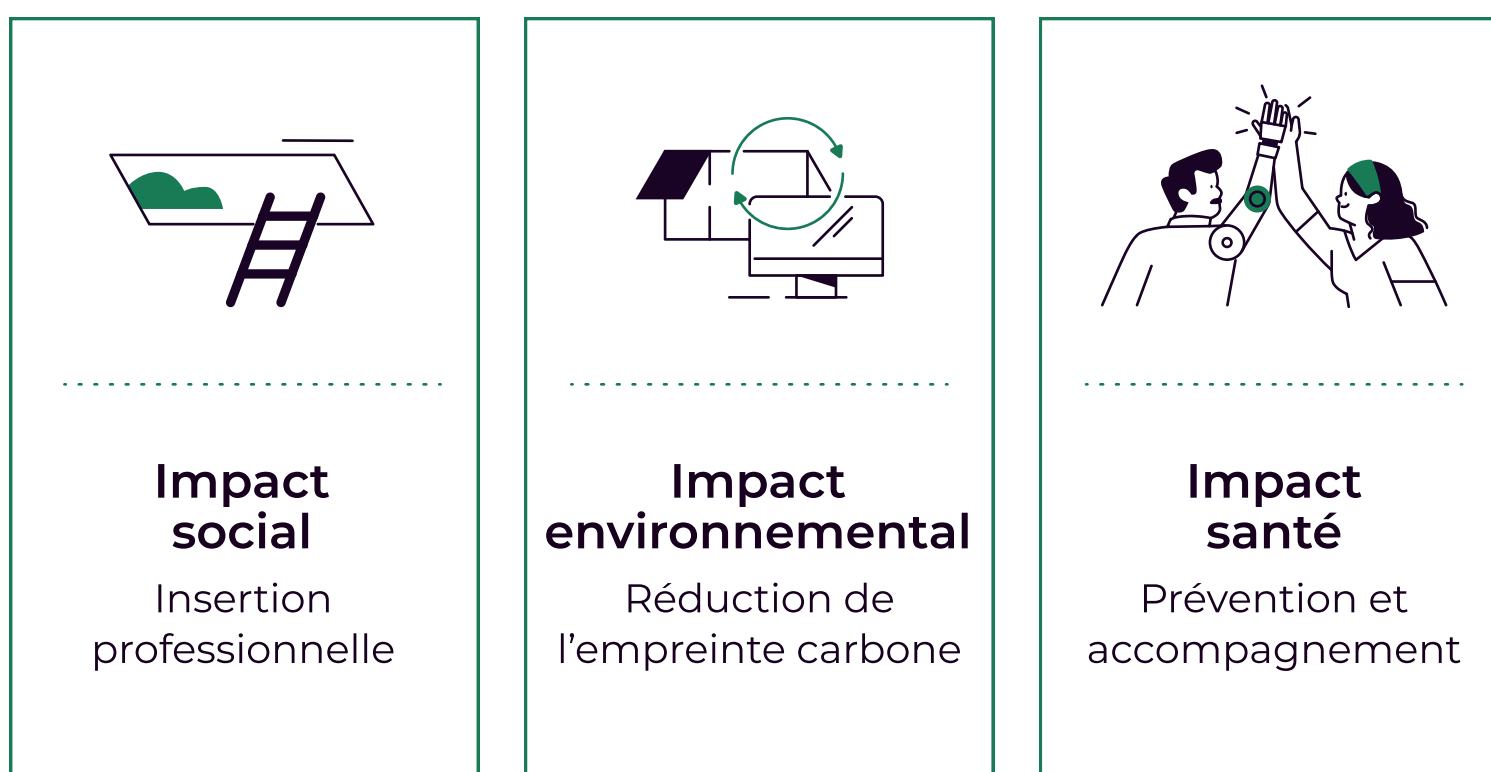 Impact
social
Insertion
professionnelle
Impact
environnemental
Réduction de
l’empreinte carbone
Impact
santé
Prévention et
accompagnement